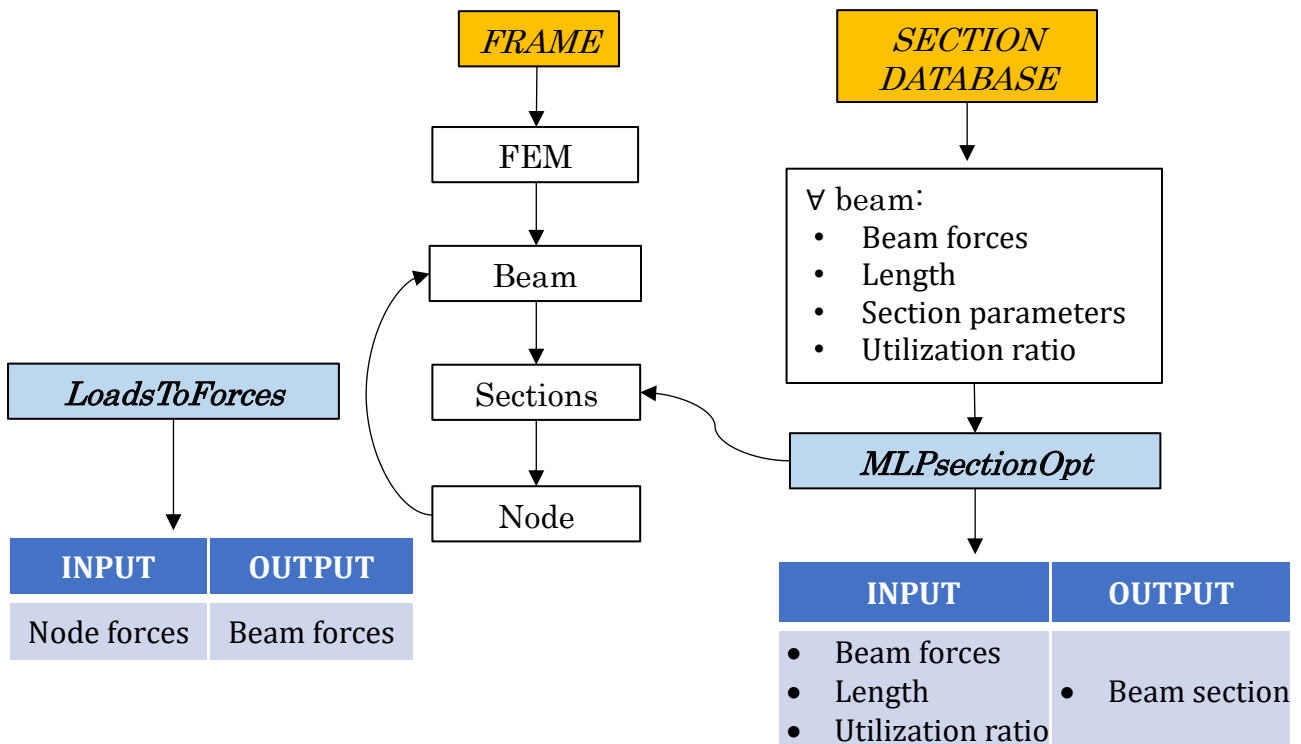 FRAME
FEM
Beam
Sections
Node
LoadsToForces
INPUT OUTPUT
Node forces Beam forces
SECTION
DATABASE
∀ beam:
• Beam forces
• Length
• Section parameters
• Utilization ratio
MLPsectionOpt
INPUT OUTPUT
• Beam forces
• Length
• Utilization ratio
• Beam section